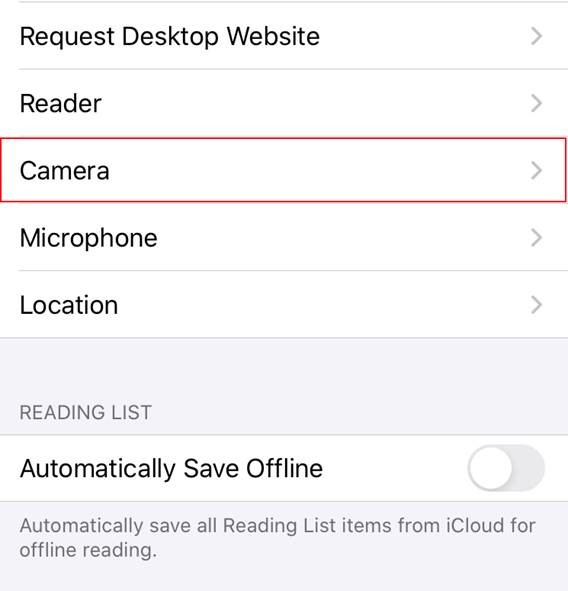 Request Desktop Website
Reader
Camera
Microphone
Location
READING LIST
Automatically Save Offline
Automatically save all Reading List items from iCloud for
offline reading.